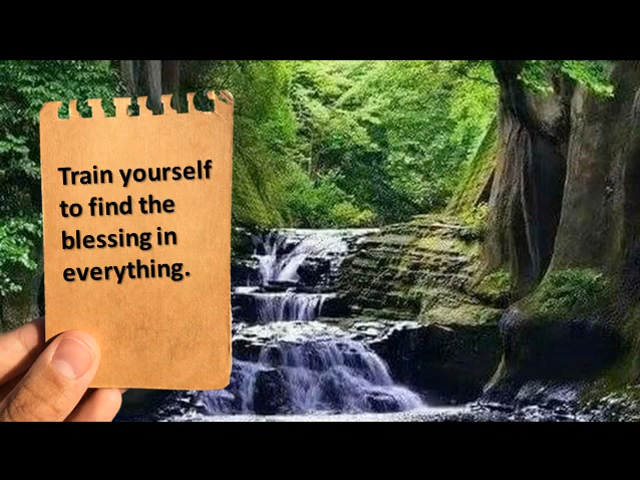 Train yourself
to find the
blessing in
everything.